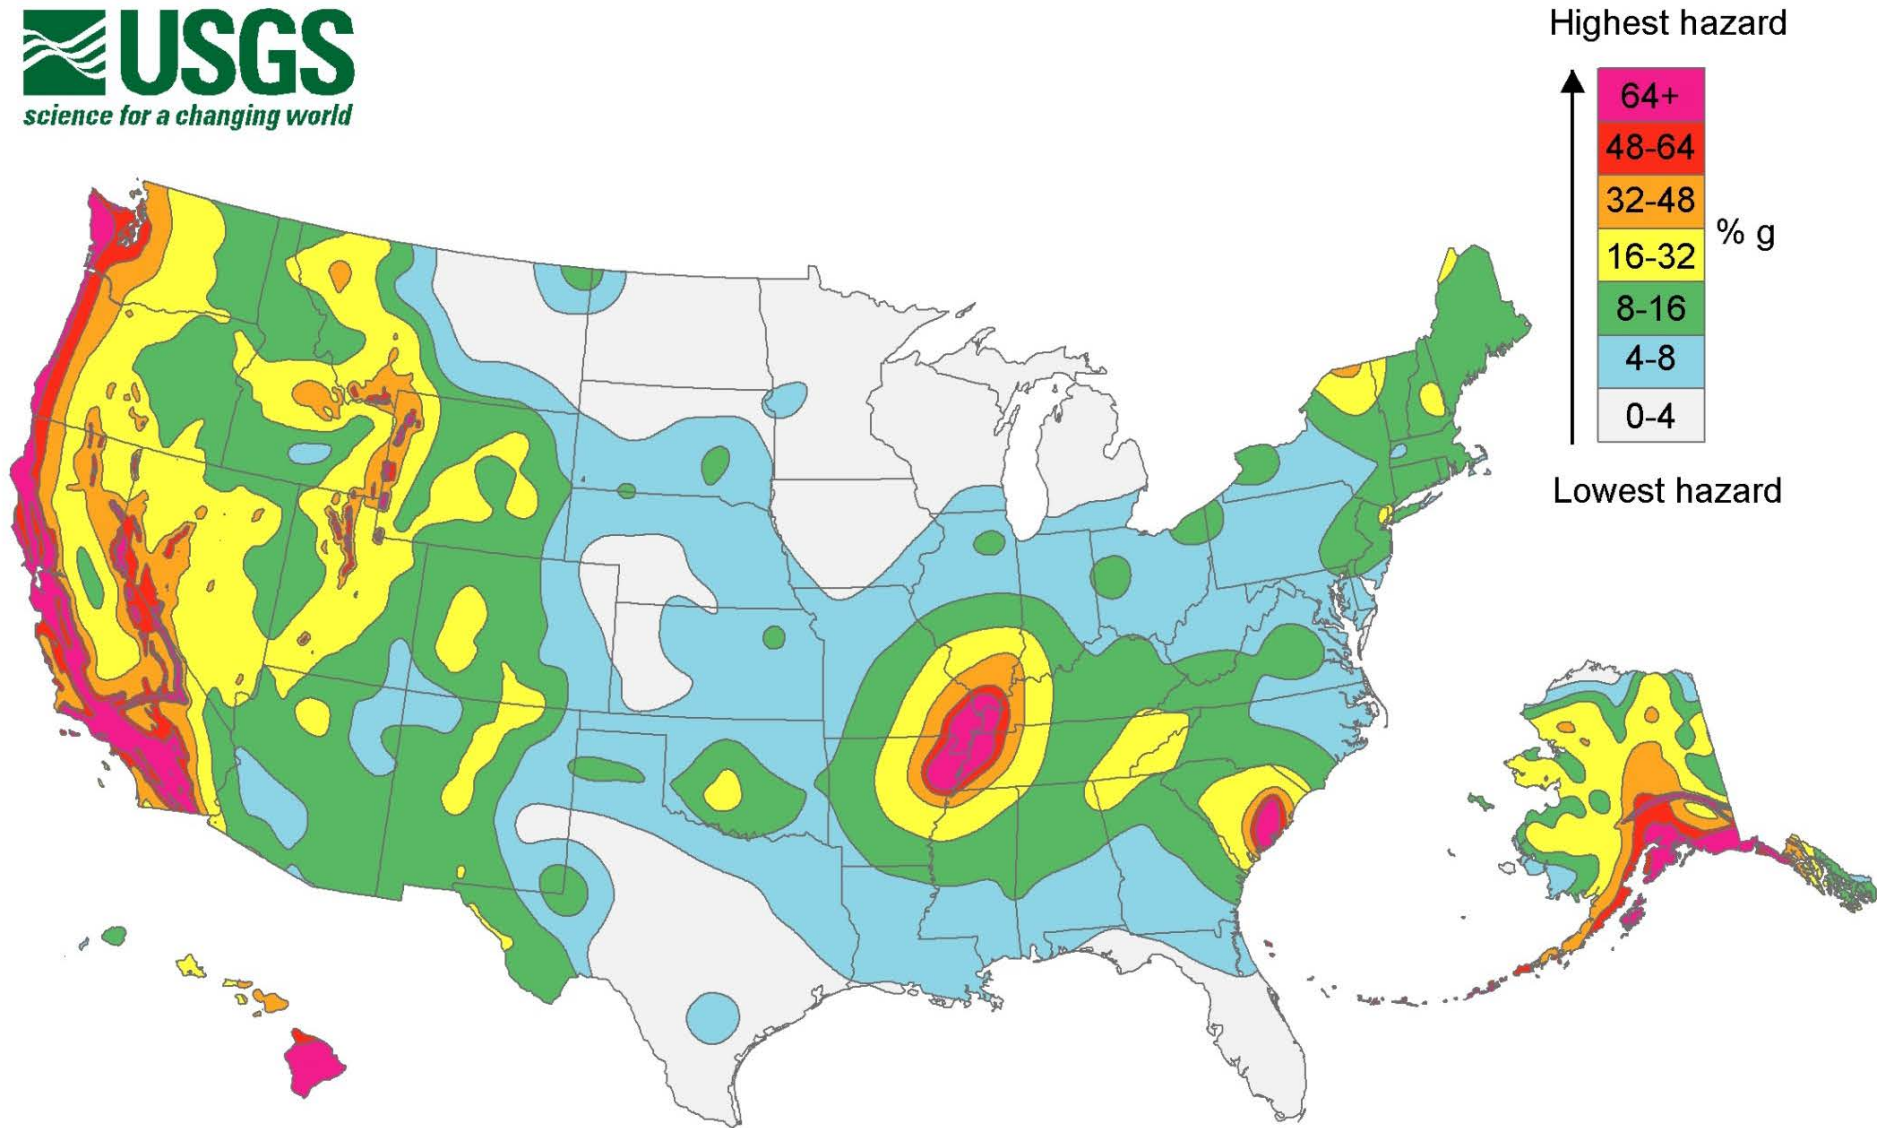 USGS
science for a changing world
Highest hazard
64+
48-64
32-48
16-32
8-16
4-8
0-4
% g
Lowest hazard